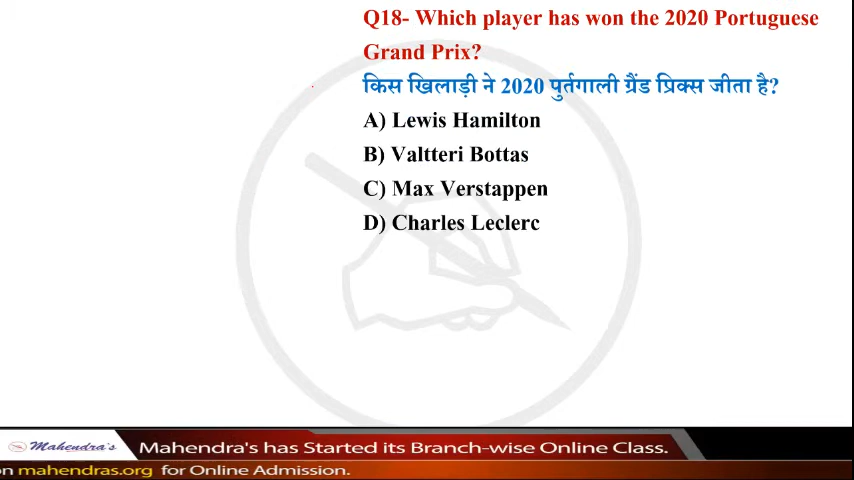 Q18- Which player has won the 2020 Portuguese
Grand Prix?
किस खिलाड़ी ने 2020 पुर्तगाली ग्रैंड प्रिक्स जीता है?
A) Lewis Hamilton
B) Valtteri Bottas
C) Max Verstappen
D) Charles Leclerc
Mahendra's
Mahendra's has Started its Branch-wise Online Class.
on mahendras.org for Online Admission.